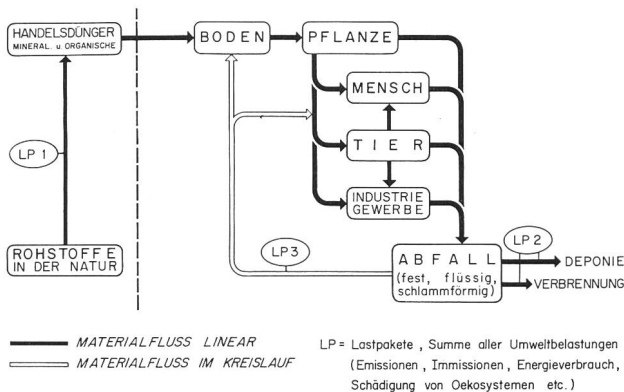 HANDELSDÜNGER
MINERAL. u. ORGANISCHE
BODEN
PFLANZE
MENSCH
LP 1
TIER
INDUSTRIE
GEWERBE
ROHSTOFFE
IN DER NATUR
LP3
ABFALL
(fest, flüssig,
schlammförmig)
LP 2
DEPONIE
VERBRENNUNG
MATERIALFLUSS LINEAR
MATERIALFLUSS IM KREISLAUF
LP = Lastpakete, Summe aller Umweltbelastungen
(Emissionen, Immissionen, Energieverbrauch,
Schädigung von Oekosystemen etc.)